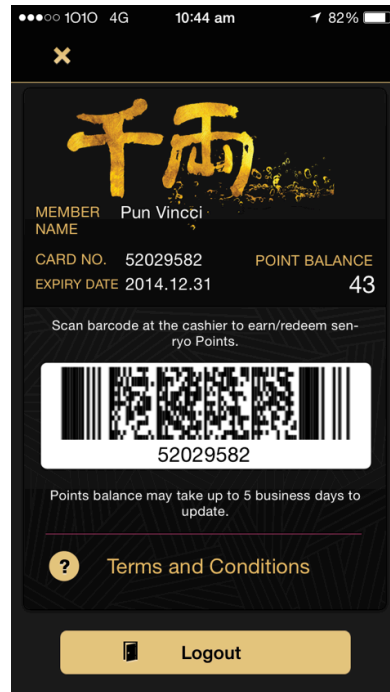 1O1O 4G 10:44 am 82%
千両
MEMBER NAME Pun Vincci
CARD NO. 52029582
POINT BALANCE
EXPIRY DATE 2014.12.31
43
Scan barcode at the cashier to earn/redeem sen-
ryo Points.
52029582
Points balance may take up to 5 business days to
update.
? Terms and Conditions
Logout